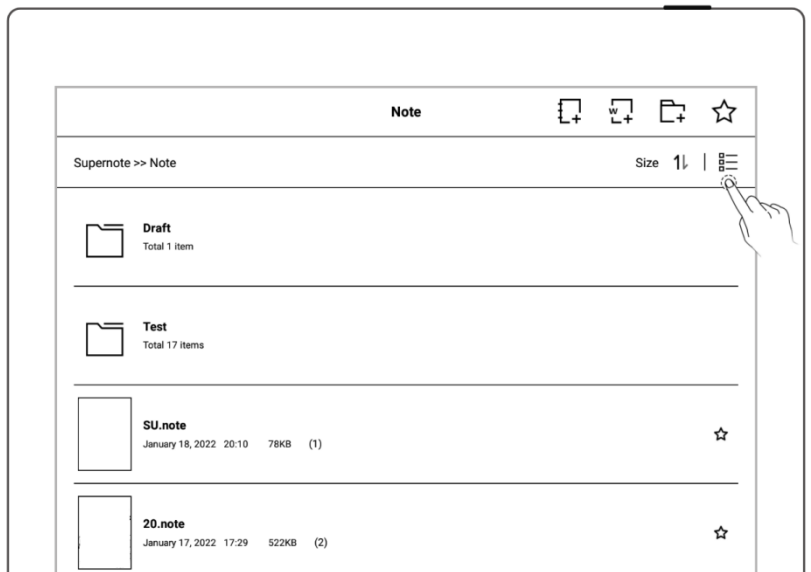 Note
W
Supernote >> Note
Size
Draft
Total 1 item
Test
Total 17 items
SU.note
January 18, 2022 20:10 78KB (1)
20.note
January 17, 2022 17:29 522KB (2)